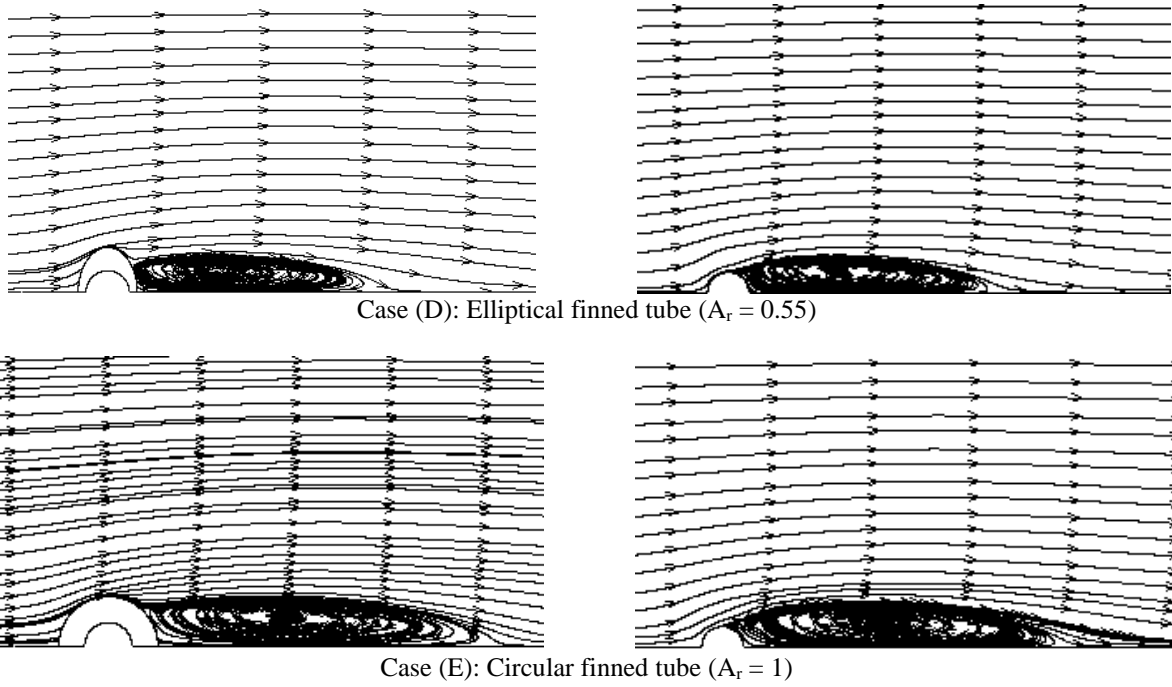 Case (D): Elliptical finned tube (Aᵣ = 0.55)
Case (E): Circular finned tube (Aᵣ = 1)